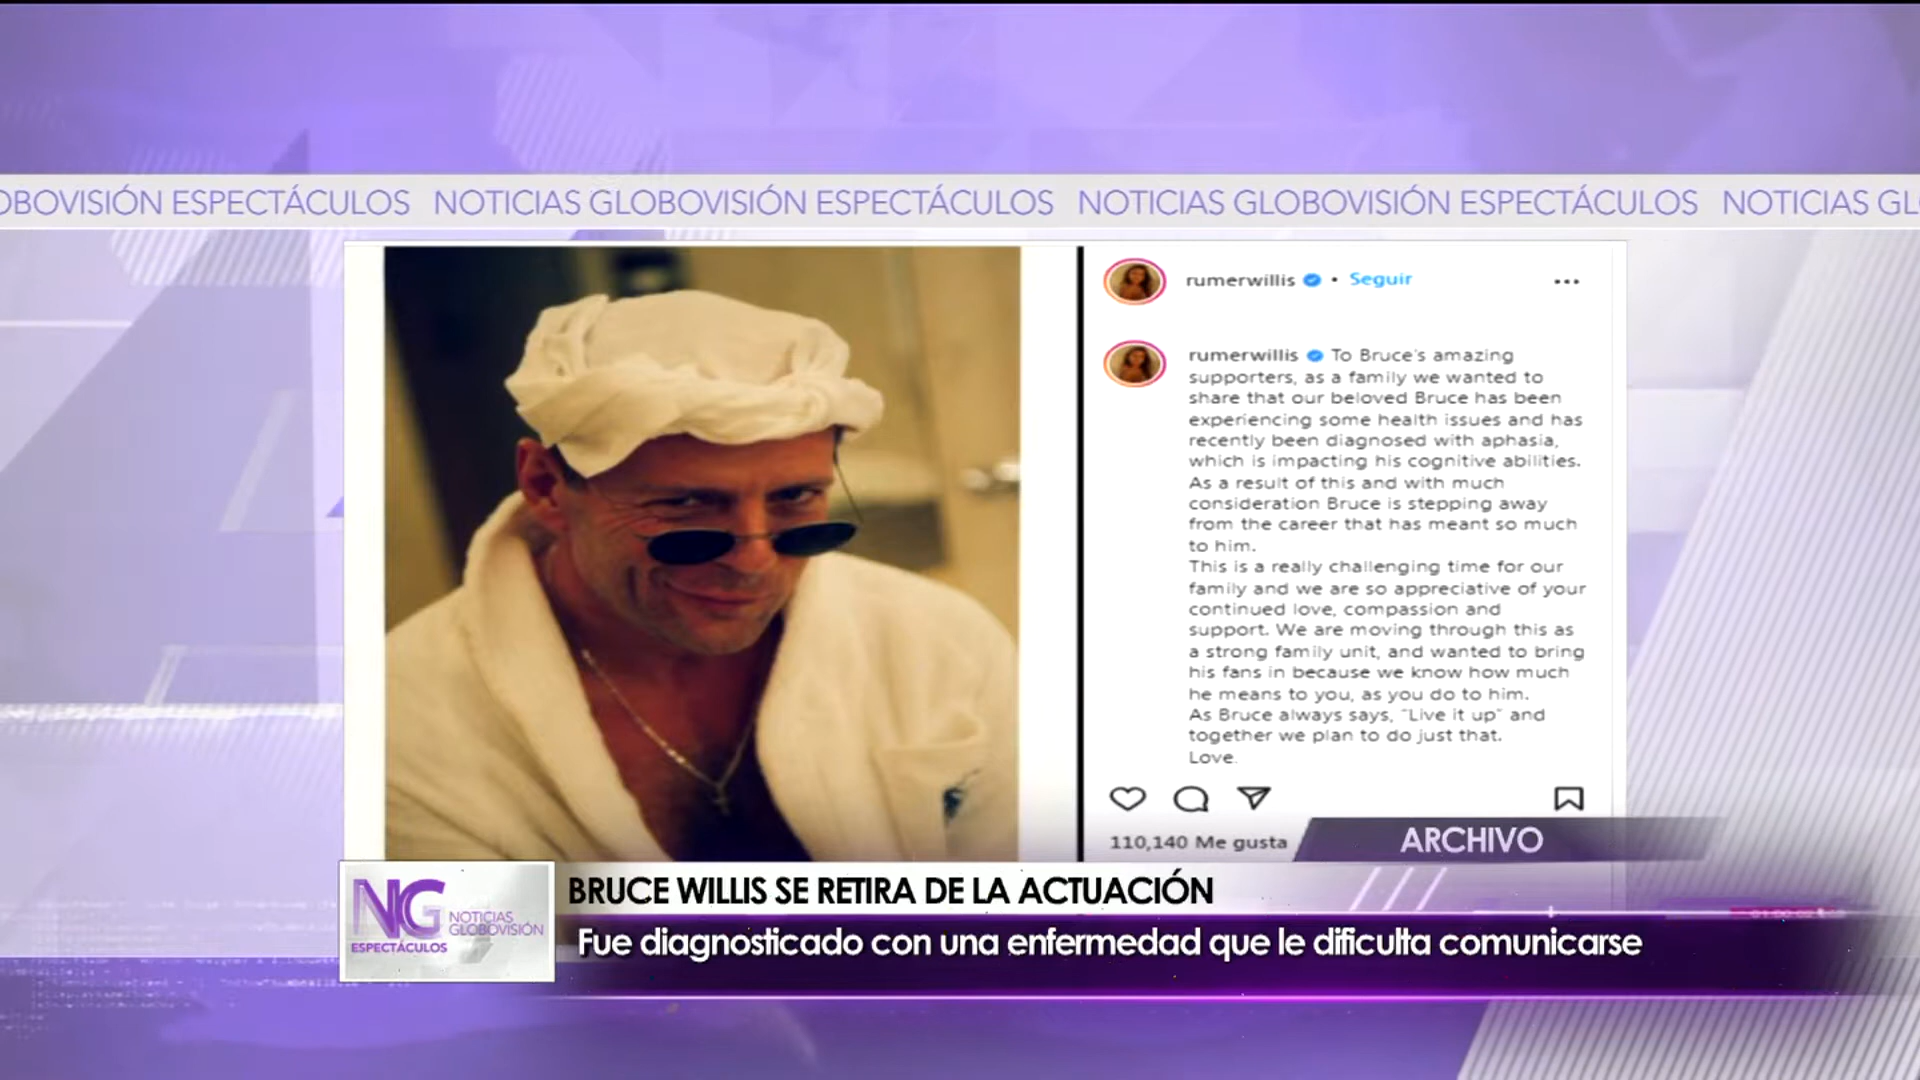 OBOVISIÓN ESPECTÁCULOS NOTICIAS GLOBOVISIÓN ESPECTÁCULOS NOTICIAS GLOBOVISIÓN ESPECTÁCULOS NOTICIAS GL
rumerwillis • Seguir ...
rumerwillis To Bruce's amazing
supporters, as a family we wanted to
share that our beloved Bruce has been
experiencing some health issues and has
recently been diagnosed with aphasia,
which is impacting his cognitive abilities.
As a result of this and with much
consideration Bruce is stepping away
from the career that has meant so much
to him.
This is a really challenging time for our
family and we are so appreciative of your
continued love, compassion and
support. We are moving through this as
a strong family unit, and wanted to bring
his fans in because we know how much
he means to you, as you do to him.
As Bruce always says, "Live it up" and
together we plan to do just that.
Love.
110,140 Me gusta
ARCHIVO
NG
NOTICIAS
GLOBOVISIÓN
ESPECTÁCULOS
BRUCE WILLIS SE RETIRA DE LA ACTUACIÓN
Fue diagnosticado con una enfermedad que le dificulta comunicarse